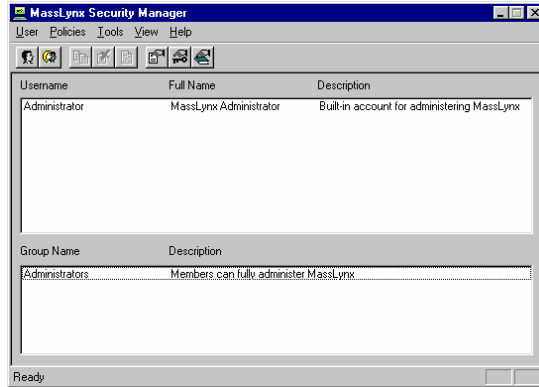 MassLynx Security Manager
User Policies Tools View Help
Username Full Name Description
Administrator MassLynx Administrator Built-in account for administering MassLynx
Group Name Description
Administrators Members can fully administer MassLynx
Ready